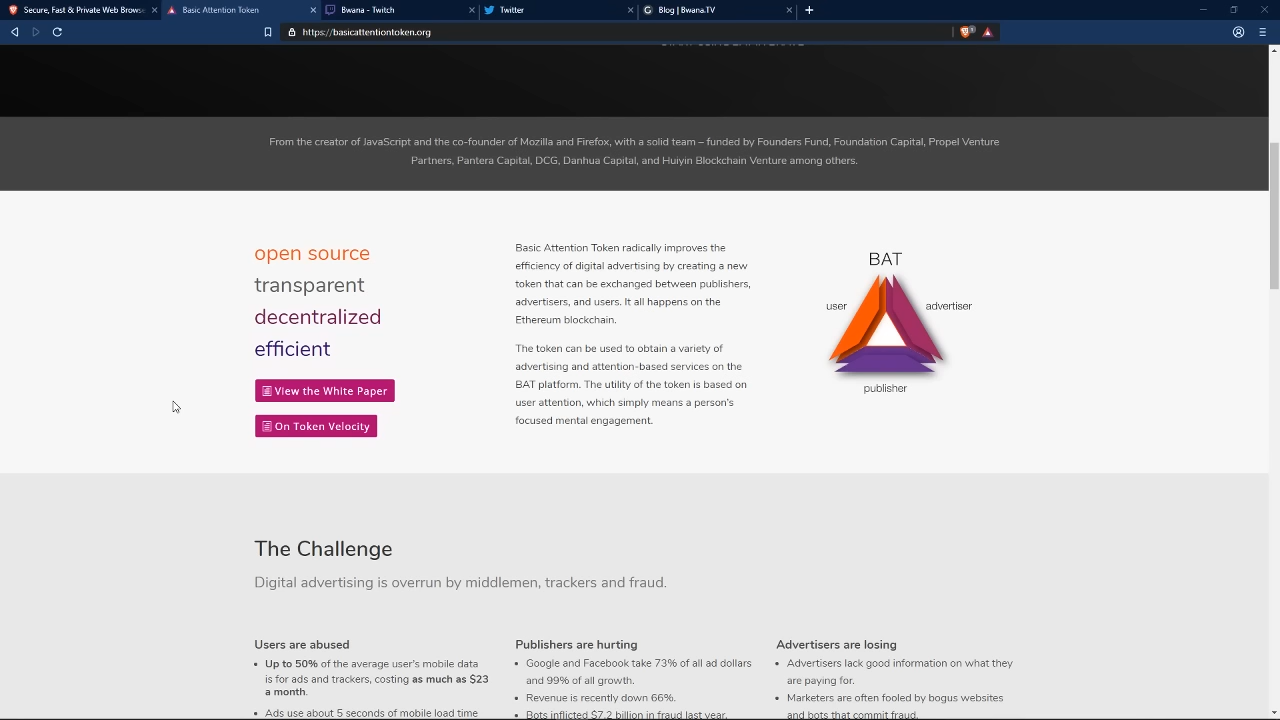 Secure, Fast & Private Web Browse
Basic Attention Token
Bwana - Twitch
Twitter
Blog | Bwana.TV
https://basicattentiontoken.org
From the creator of JavaScript and the co-founder of Mozilla and Firefox, with a solid team – funded by Founders Fund, Foundation Capital, Propel Venture
Partners, Pantera Capital, DCG, Danhua Capital, and Huiyin Blockchain Venture among others.
open source
transparent
decentralized
efficient
View the White Paper
On Token Velocity
Basic Attention Token radically improves the
efficiency of digital advertising by creating a new
token that can be exchanged between publishers,
advertisers, and users. It all happens on the
Ethereum blockchain.
The token can be used to obtain a variety of
advertising and attention-based services on the
BAT platform. The utility of the token is based on
user attention, which simply means a person's
focused mental engagement.
BAT
user
advertiser
publisher
The Challenge
Digital advertising is overrun by middlemen, trackers and fraud.
Users are abused
• Up to 50% of the average user's mobile data
is for ads and trackers, costing as much as $23
a month.
• Ads use about 5 seconds of mobile load time
Publishers are hurting
• Google and Facebook take 73% of all ad dollars
and 99% of all growth.
• Revenue is recently down 66%.
• Bots inflicted $7.2 billion in fraud last year.
Advertisers are losing
• Advertisers lack good information on what they
are paying for.
• Marketers are often fooled by bogus websites
and bots that commit fraud.